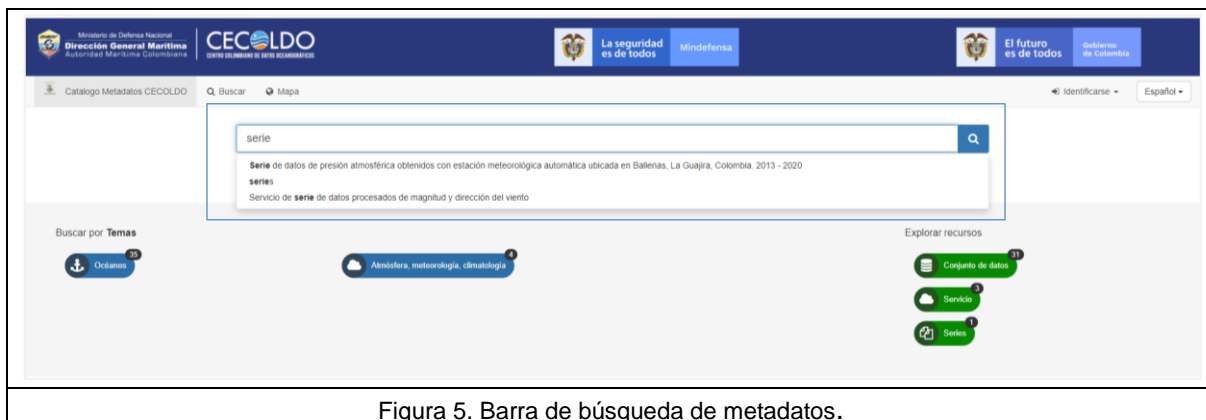 Ministerio de Defensa Nacional
Dirección General Marítima
Autoridad Marítima Colombiana
CECOLDO
CENTRO COLOMBIANO DE DATOS OCEANOGRÁFICOS
La seguridad
es de todos
Mindefensa
El futuro
es de todos
Gobierno
de Colombia
Catalogo Metadatos CECOLDO
Buscar
Mapa
Identificarse
Español
serie
Serie de datos de presión atmosférica obtenidos con estación meteorológica automática ubicada en Ballenas, La Guajira, Colombia. 2013 - 2020
series
Servicio de serie de datos procesados de magnitud y dirección del viento
Buscar por Temas
Explorar recursos
Océanos 35
Atmósfera, meteorología, climatología 4
Conjunto de datos 31
Servicio 3
Series 1
Figura 5. Barra de búsqueda de metadatos.